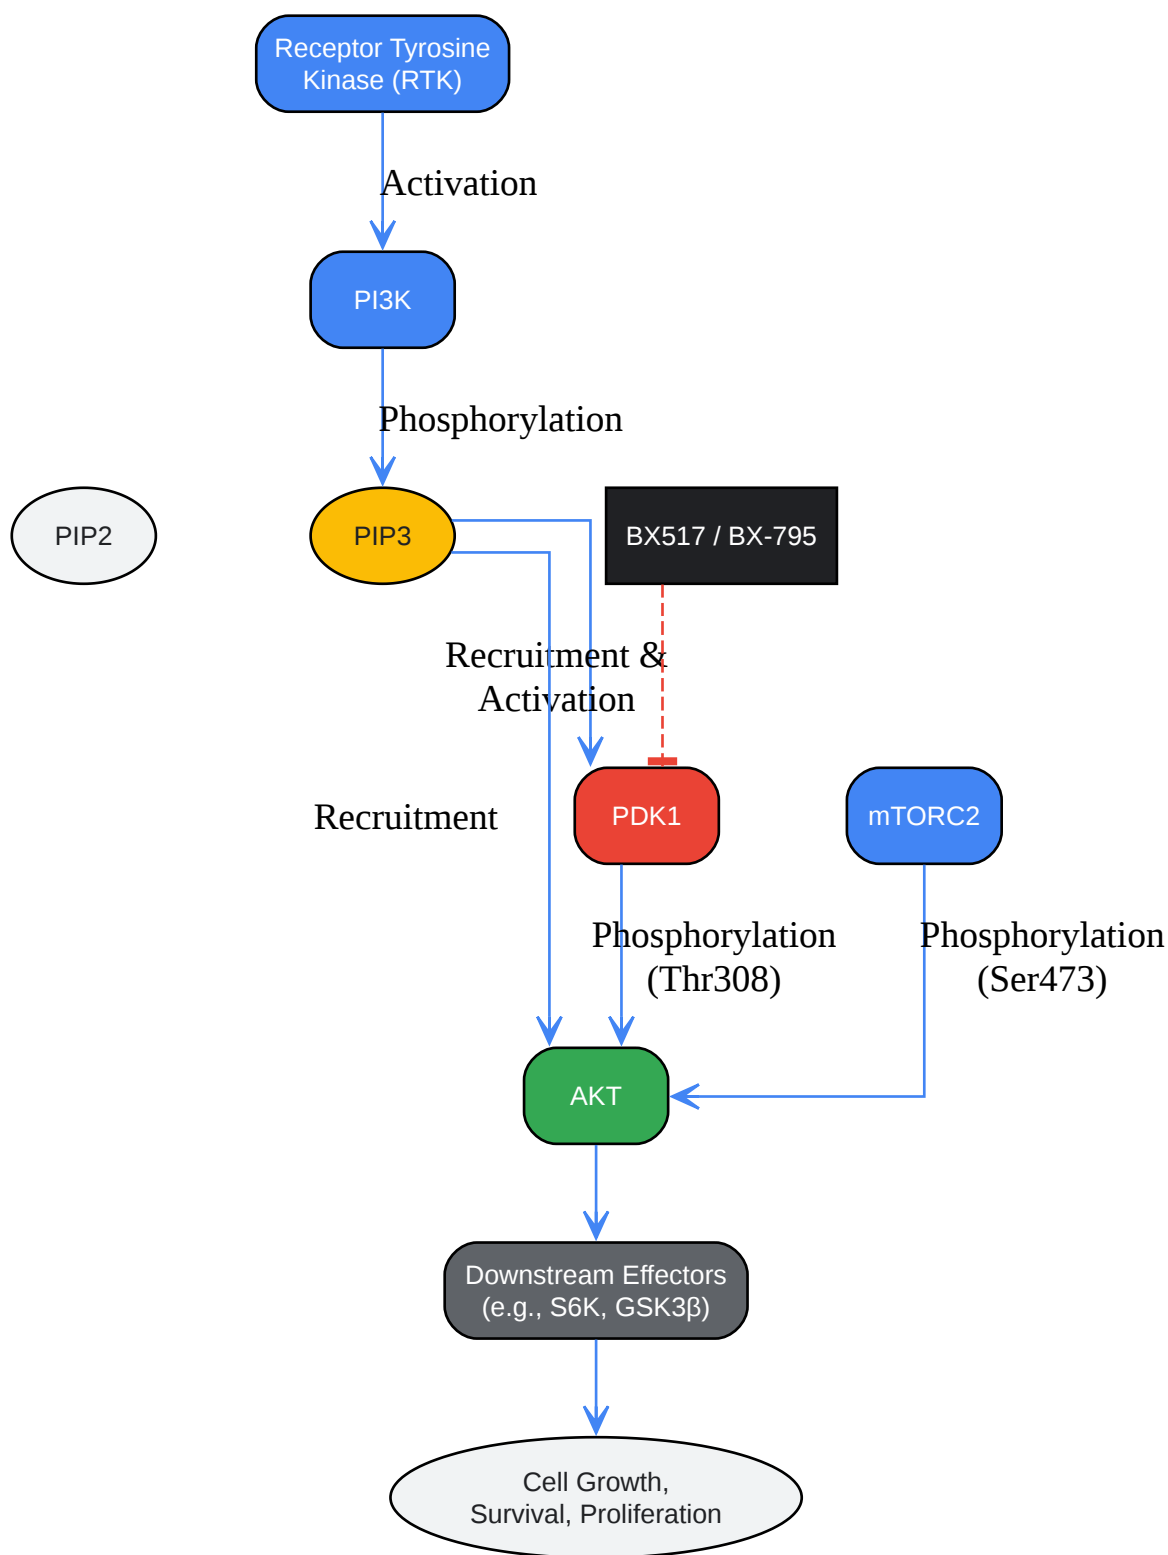 Receptor Tyrosine
Kinase (RTK)
Activation
PI3K
Phosphorylation
PIP2
PIP3
BX517 / BX-795
Recruitment &
Activation
Recruitment
PDK1
mTORC2
Phosphorylation
(Thr308)
Phosphorylation
(Ser473)
AKT
Downstream Effectors
(e.g., S6K, GSK3β)
Cell Growth,
Survival, Proliferation